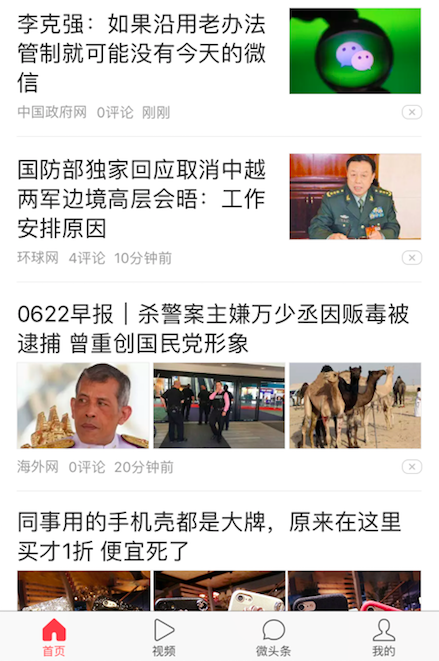 李克强：如果沿用老办法
管制就可能没有今天的微
信
中国政府网 0评论 刚刚
国防部独家回应取消中越
两军边境高层会晤：工作
安排原因
环球网 4评论 10分钟前
0622早报｜杀警案主嫌万少丞因贩毒被
逮捕 曾重创国民党形象
海外网 0评论 20分钟前
同事用的手机壳都是大牌，原来在这里
买才1折 便宜死了
首页 视频 微头条 我的